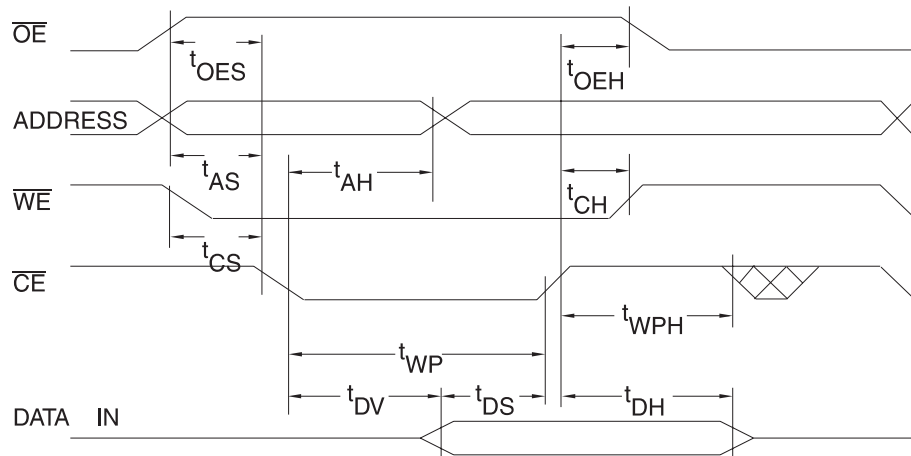 OE
tOES
tOEH
ADDRESS
tAS
tAH
WE
tCH
tCS
CE
tWPH
tWP
tDV
tDS
tDH
DATA IN